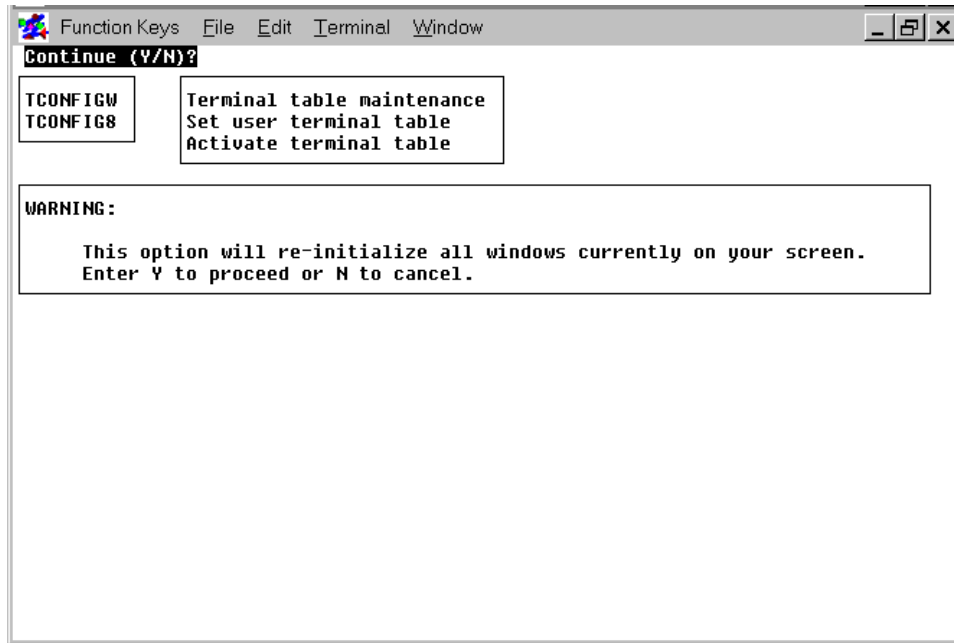 Function Keys File Edit Terminal Window
Continue (Y/N)?
TCONFIGW
TCONFIG8
Terminal table maintenance
Set user terminal table
Activate terminal table
WARNING:
This option will re-initialize all windows currently on your screen.
Enter Y to proceed or N to cancel.